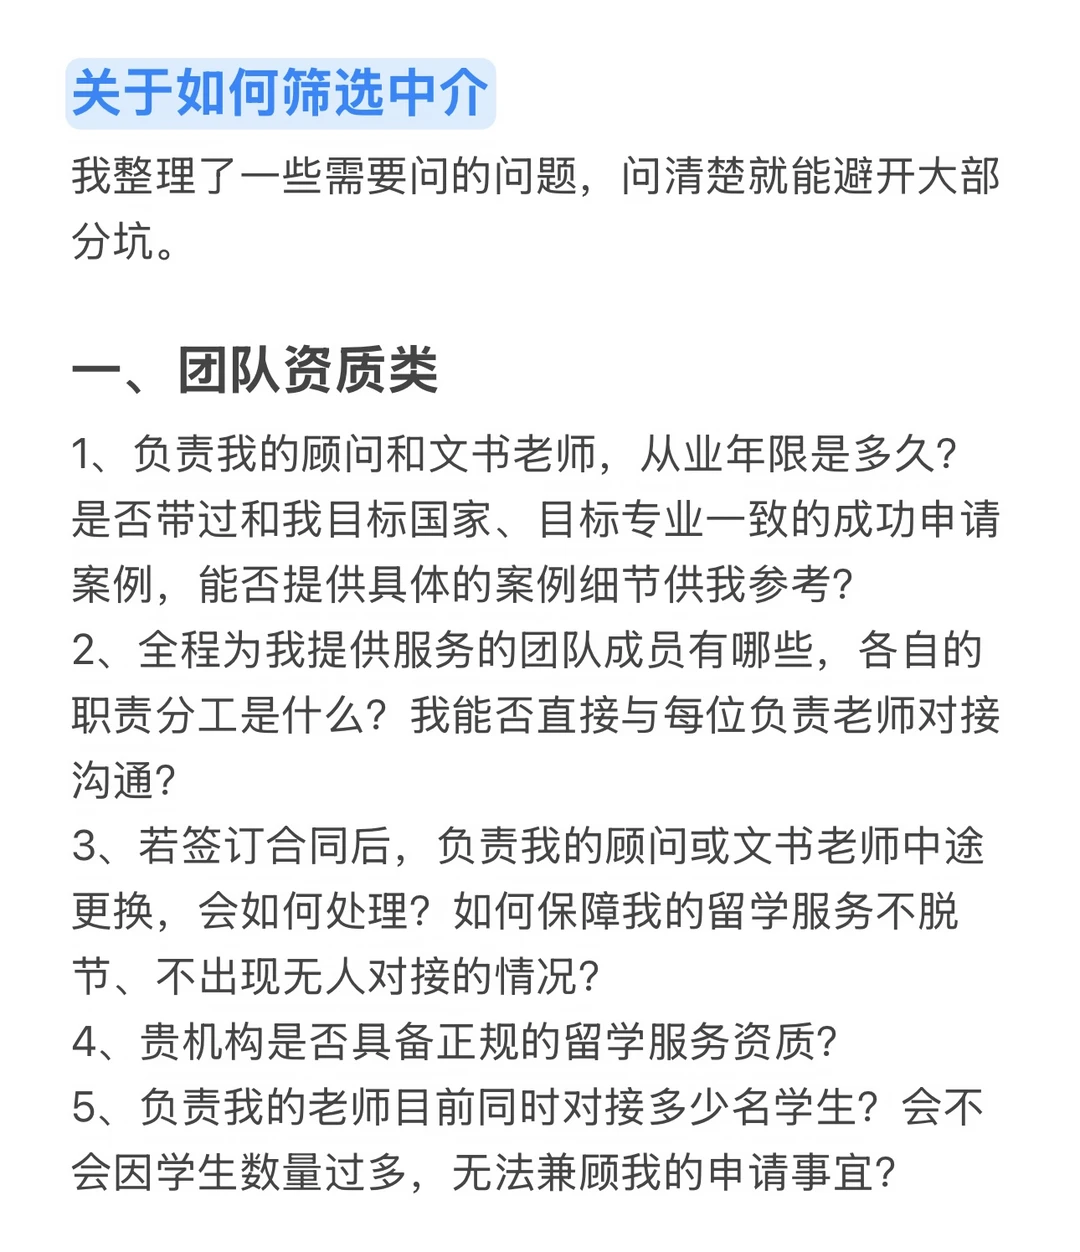 关于如何筛选中介
我整理了一些需要问的问题，问清楚就能避开大部
分坑。
一、团队资质类
1、负责我的顾问和文书老师，从业年限是多久？
是否带过和我目标国家、目标专业一致的成功申请
案例，能否提供具体的案例细节供我参考？
2、全程为我提供服务的团队成员有哪些，各自的
职责分工是什么？我能否直接与每位负责老师对接
沟通？
3、若签订合同后，负责我的顾问或文书老师中途
更换，会如何处理？如何保障我的留学服务不脱
节、不出现无人对接的情况？
4、贵机构是否具备正规的留学服务资质？
5、负责我的老师目前同时对接多少名学生？会不
会因学生数量过多，无法兼顾我的申请事宜？